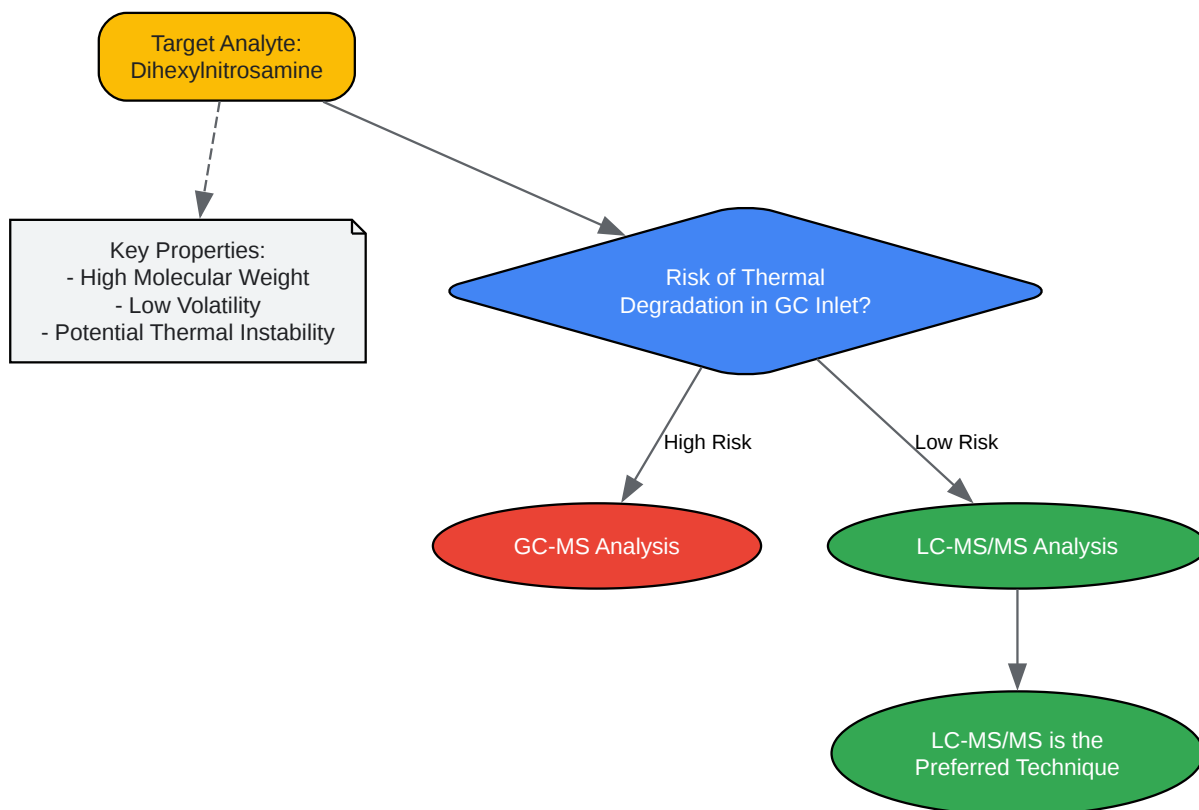 Target Analyte:
Dihexylnitrosamine
Key Properties:
- High Molecular Weight
- Low Volatility
- Potential Thermal Instability
Risk of Thermal
Degradation in GC Inlet?
High Risk
Low Risk
GC-MS Analysis
LC-MS/MS Analysis
LC-MS/MS is the
Preferred Technique